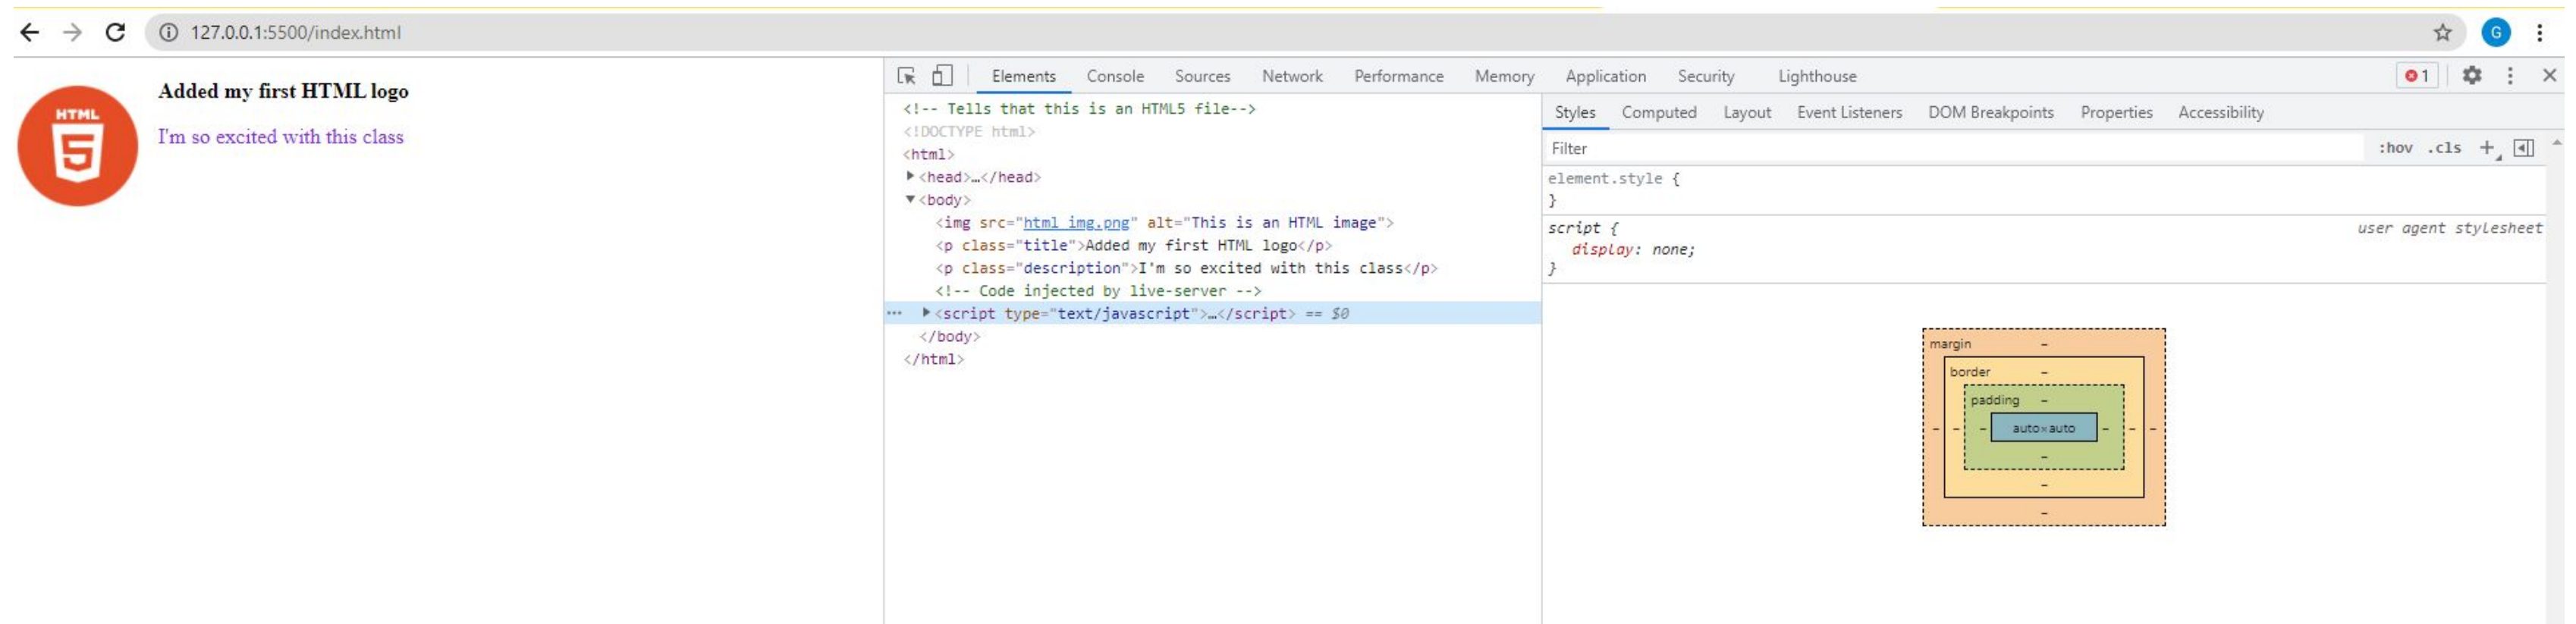 127.0.0.1:5500/index.html
G
HTML
5
Added my first HTML logo
I'm so excited with this class
Elements Console Sources Network Performance Memory Application Security Lighthouse 1
<!-- Tells that this is an HTML5 file-->
<!DOCTYPE html>
<html>
<head>…</head>
<body>
<img src="html_img.png" alt="This is an HTML image">
<p class="title">Added my first HTML logo</p>
<p class="description">I'm so excited with this class</p>
<!-- Code injected by live-server -->
<script type="text/javascript">…</script> == $0
</body>
</html>
Styles Computed Layout Event Listeners DOM Breakpoints Properties Accessibility
Filter :hov .cls +
element.style {
}
script { user agent stylesheet
display: none;
}
margin -
border -
padding -
- - - auto×auto - - -
-
-
-